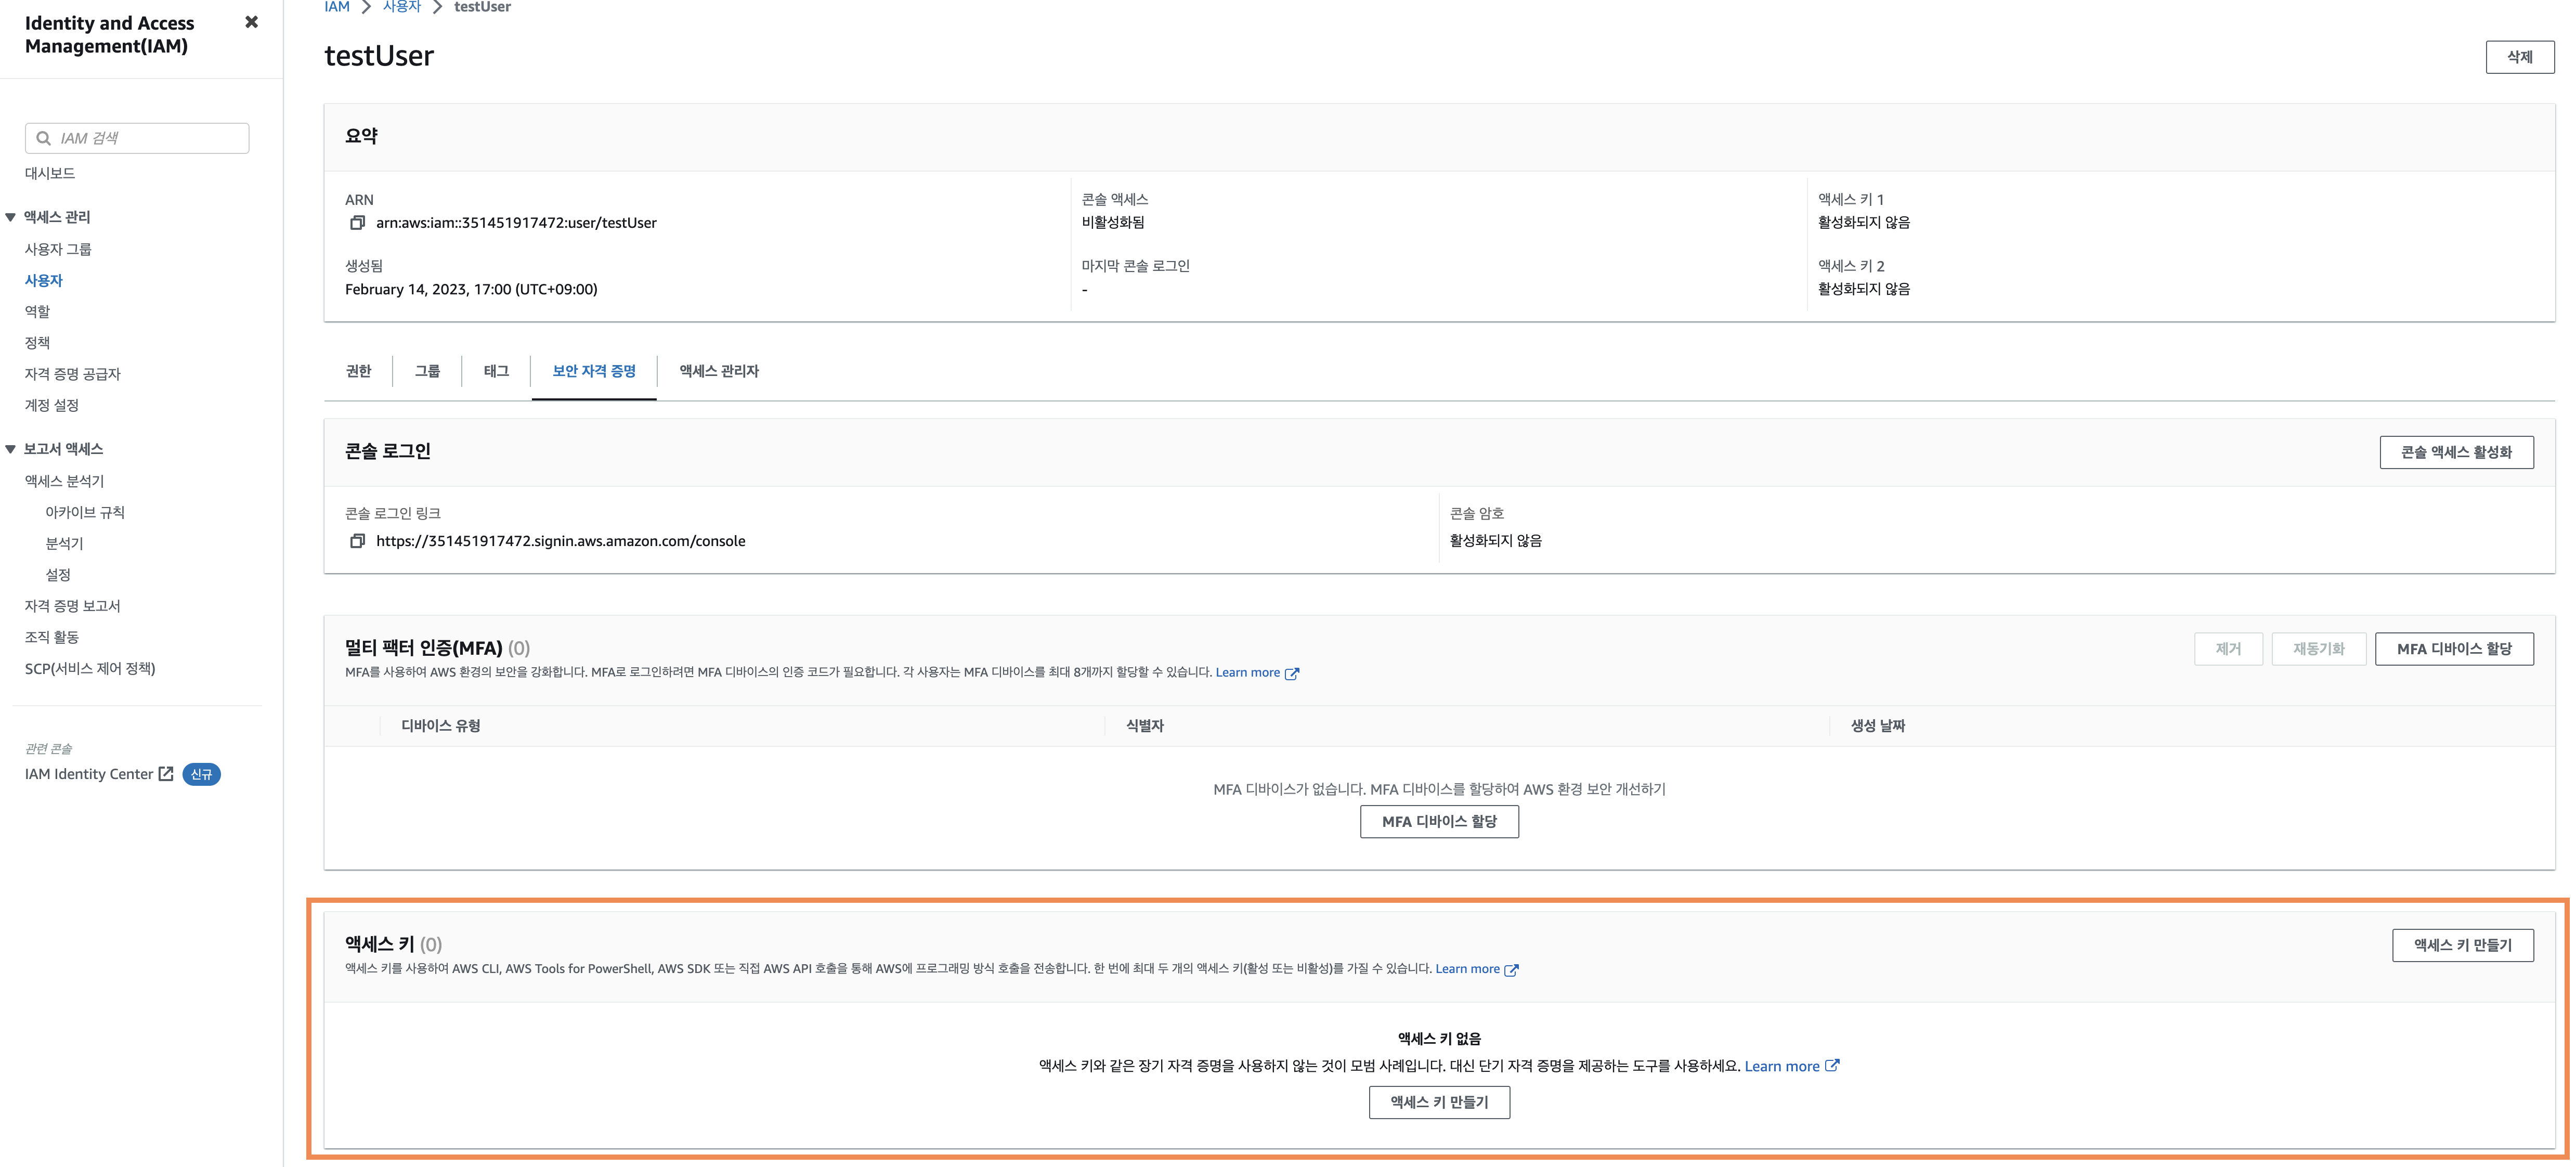 Identity and Access
Management(IAM)
IAM 검색
대시보드
액세스 관리
사용자 그룹
사용자
역할
정책
자격 증명 공급자
계정 설정
보고서 액세스
액세스 분석기
아카이브 규칙
분석기
설정
자격 증명 보고서
조직 활동
SCP(서비스 제어 정책)
관련 콘솔
IAM Identity Center 신규
IAM 사용자 testUser
testUser
삭제
요약
ARN
arn:aws:iam::351451917472:user/testUser
생성됨
February 14, 2023, 17:00 (UTC+09:00)
콘솔 액세스
비활성화됨
마지막 콘솔 로그인
-
액세스 키 1
활성화되지 않음
액세스 키 2
활성화되지 않음
권한 그룹 태그 보안 자격 증명 액세스 관리자
콘솔 로그인
콘솔 액세스 활성화
콘솔 로그인 링크
https://351451917472.signin.aws.amazon.com/console
콘솔 암호
활성화되지 않음
멀티 팩터 인증(MFA) (0)
MFA를 사용하여 AWS 환경의 보안을 강화합니다. MFA로 로그인하려면 MFA 디바이스의 인증 코드가 필요합니다. 각 사용자는 MFA 디바이스를 최대 8개까지 할당할 수 있습니다. Learn more
제거 재동기화 MFA 디바이스 할당
디바이스 유형 식별자 생성 날짜
MFA 디바이스가 없습니다. MFA 디바이스를 할당하여 AWS 환경 보안 개선하기
MFA 디바이스 할당
액세스 키 (0)
액세스 키를 사용하여 AWS CLI, AWS Tools for PowerShell, AWS SDK 또는 직접 AWS API 호출을 통해 AWS에 프로그래밍 방식 호출을 전송합니다. 한 번에 최대 두 개의 액세스 키(활성 또는 비활성)를 가질 수 있습니다. Learn more
액세스 키 만들기
액세스 키 없음
액세스 키와 같은 장기 자격 증명을 사용하지 않는 것이 모범 사례입니다. 대신 단기 자격 증명을 제공하는 도구를 사용하세요. Learn more
액세스 키 만들기